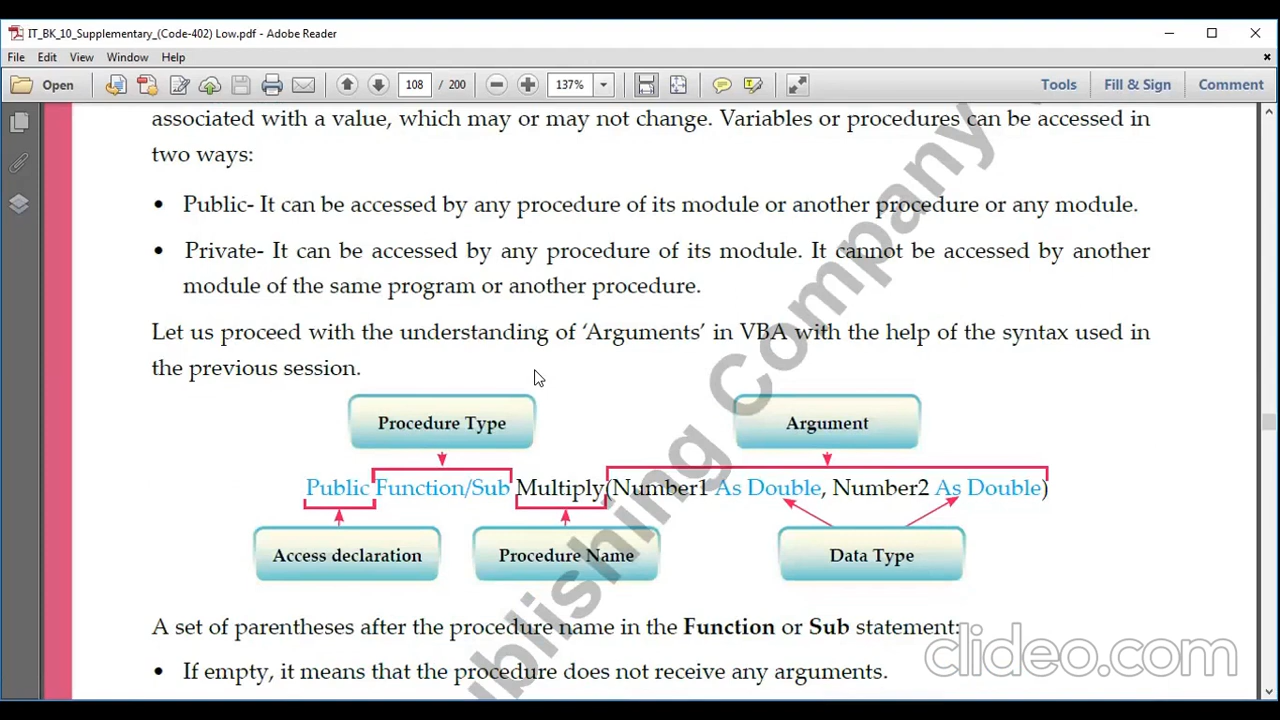 IT_BK_10_Supplementary_(Code-402) Low.pdf - Adobe Reader
File Edit View Window Help
Open 108 / 200 137% Tools Fill & Sign Comment
associated with a value, which may or may not change. Variables or procedures can be accessed in
two ways:
• Public- It can be accessed by any procedure of its module or another procedure or any module.
• Private- It can be accessed by any procedure of its module. It cannot be accessed by another
module of the same program or another procedure.
Let us proceed with the understanding of ‘Arguments’ in VBA with the help of the syntax used in
the previous session.
Procedure Type Argument
Public Function/Sub Multiply(Number1 As Double, Number2 As Double)
Access declaration Procedure Name Data Type
A set of parentheses after the procedure name in the Function or Sub statement:
• If empty, it means that the procedure does not receive any arguments.
blishing Company
clideo.com